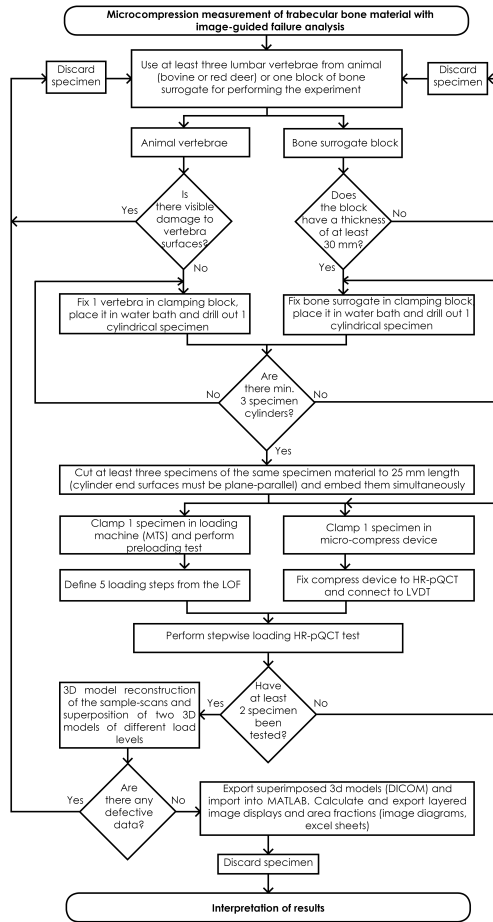 Microcompression measurement of trabecular bone material with
image-guided failure analysis
Discard
specimen
Use at least three lumbar vertebrae from animal
(bovine or red deer) or one block of bone
surrogate for performing the experiment
Discard
specimen
Animal vertebrae
Bone surrogate block
Is
there visible
damage to
vertebra
surfaces?
Yes
No
Does
the block
have a thickness
of at least
30 mm?
No
Yes
Fix 1 vertebra in clamping block,
place it in water bath and drill out 1
cylindrical specimen
Fix bone surrogate in clamping block
place it in water bath and drill out 1
cylindrical specimen
Are
there min.
3 specimen
cylinders?
No
No
Yes
Cut at least three specimens of the same specimen material to 25 mm length
(cylinder end surfaces must be plane-parallel) and embed them simultaneously
Clamp 1 specimen in loading
machine (MTS) and perform
preloading test
Clamp 1 specimen in
micro-compress device
Define 5 loading steps from the LOF
Fix compress device to HR-pQCT
and connect to LVDT
Perform stepwise loading HR-pQCT test
3D model reconstruction
of the sample-scans and
superposition of two 3D
models of different load
levels
Yes
Have
at least
2 specimen
been
tested?
No
Are
there any
defective
data?
Yes
No
Export superimposed 3d models (DICOM) and
import into MATLAB. Calculate and export layered
image displays and area fractions (image diagrams,
excel sheets)
Discard specimen
Interpretation of results